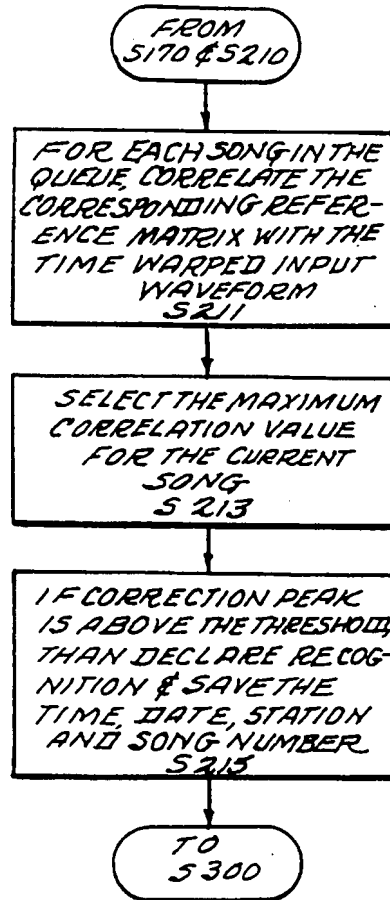 FROM
S170 & S210
FOR EACH SONG IN THE
QUEUE, CORRELATE THE
CORRESPONDING REFER-
ENCE MATRIX WITH THE
TIME WARPED INPUT
WAVEFORM
S211
SELECT THE MAXIMUM
CORRELATION VALUE
FOR THE CURRENT
SONG
S 213
IF CORRECTION PEAK
IS ABOVE THE THRESHOLD,
THAN DECLARE RECOG-
NITION & SAVE THE
TIME, DATE, STATION
AND SONG NUMBER
S 215
TO
S 300